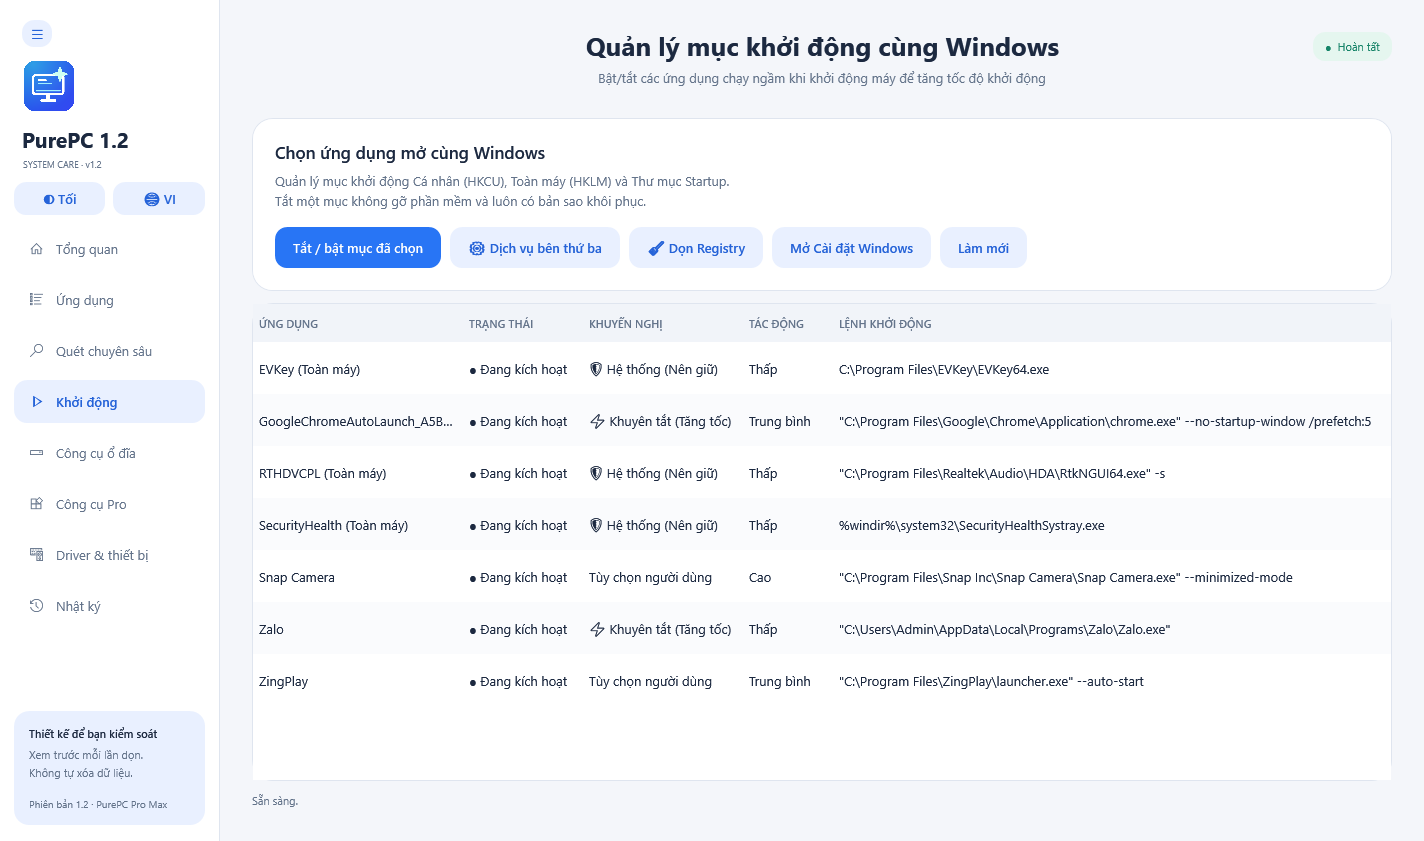 Quản lý mục khởi động cùng Windows
Hoàn tất
Bật/tắt các ứng dụng chạy ngầm khi khởi động máy để tăng tốc độ khởi động
PurePC 1.2
SYSTEM CARE · v1.2
Tối
VI
Tổng quan
Ứng dụng
Quét chuyên sâu
Khởi động
Công cụ ổ đĩa
Công cụ Pro
Driver & thiết bị
Nhật ký
Thiết kế để bạn kiểm soát
Xem trước mỗi lần dọn.
Không tự xóa dữ liệu.
Phiên bản 1.2 · PurePC Pro Max
Chọn ứng dụng mở cùng Windows
Quản lý mục khởi động Cá nhân (HKCU), Toàn máy (HKLM) và Thư mục Startup.
Tắt một mục không gỡ phần mềm và luôn có bản sao khôi phục.
Tắt / bật mục đã chọn
Dịch vụ bên thứ ba
Dọn Registry
Mở Cài đặt Windows
Làm mới
ỨNG DỤNG TRẠNG THÁI KHUYẾN NGHỊ TÁC ĐỘNG LỆNH KHỞI ĐỘNG
EVKey (Toàn máy) ● Đang kích hoạt Hệ thống (Nên giữ) Thấp C:\Program Files\EVKey\EVKey64.exe
GoogleChromeAutoLaunch_A5B... ● Đang kích hoạt Khuyên tắt (Tăng tốc) Trung bình "C:\Program Files\Google\Chrome\Application\chrome.exe" --no-startup-window /prefetch:5
RTHDVCPL (Toàn máy) ● Đang kích hoạt Hệ thống (Nên giữ) Thấp "C:\Program Files\Realtek\Audio\HDA\RtkNGUI64.exe" -s
SecurityHealth (Toàn máy) ● Đang kích hoạt Hệ thống (Nên giữ) Thấp %windir%\system32\SecurityHealthSystray.exe
Snap Camera ● Đang kích hoạt Tùy chọn người dùng Cao "C:\Program Files\Snap Inc\Snap Camera\Snap Camera.exe" --minimized-mode
Zalo ● Đang kích hoạt Khuyên tắt (Tăng tốc) Thấp "C:\Users\Admin\AppData\Local\Programs\Zalo\Zalo.exe"
ZingPlay ● Đang kích hoạt Tùy chọn người dùng Trung bình "C:\Program Files\ZingPlay\launcher.exe" --auto-start
Sẵn sàng.